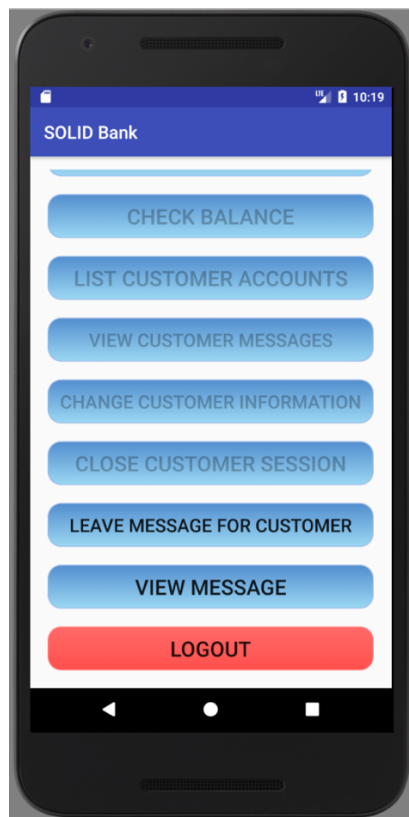 LTE 10:19
SOLID Bank
CHECK BALANCE
LIST CUSTOMER ACCOUNTS
VIEW CUSTOMER MESSAGES
CHANGE CUSTOMER INFORMATION
CLOSE CUSTOMER SESSION
LEAVE MESSAGE FOR CUSTOMER
VIEW MESSAGE
LOGOUT